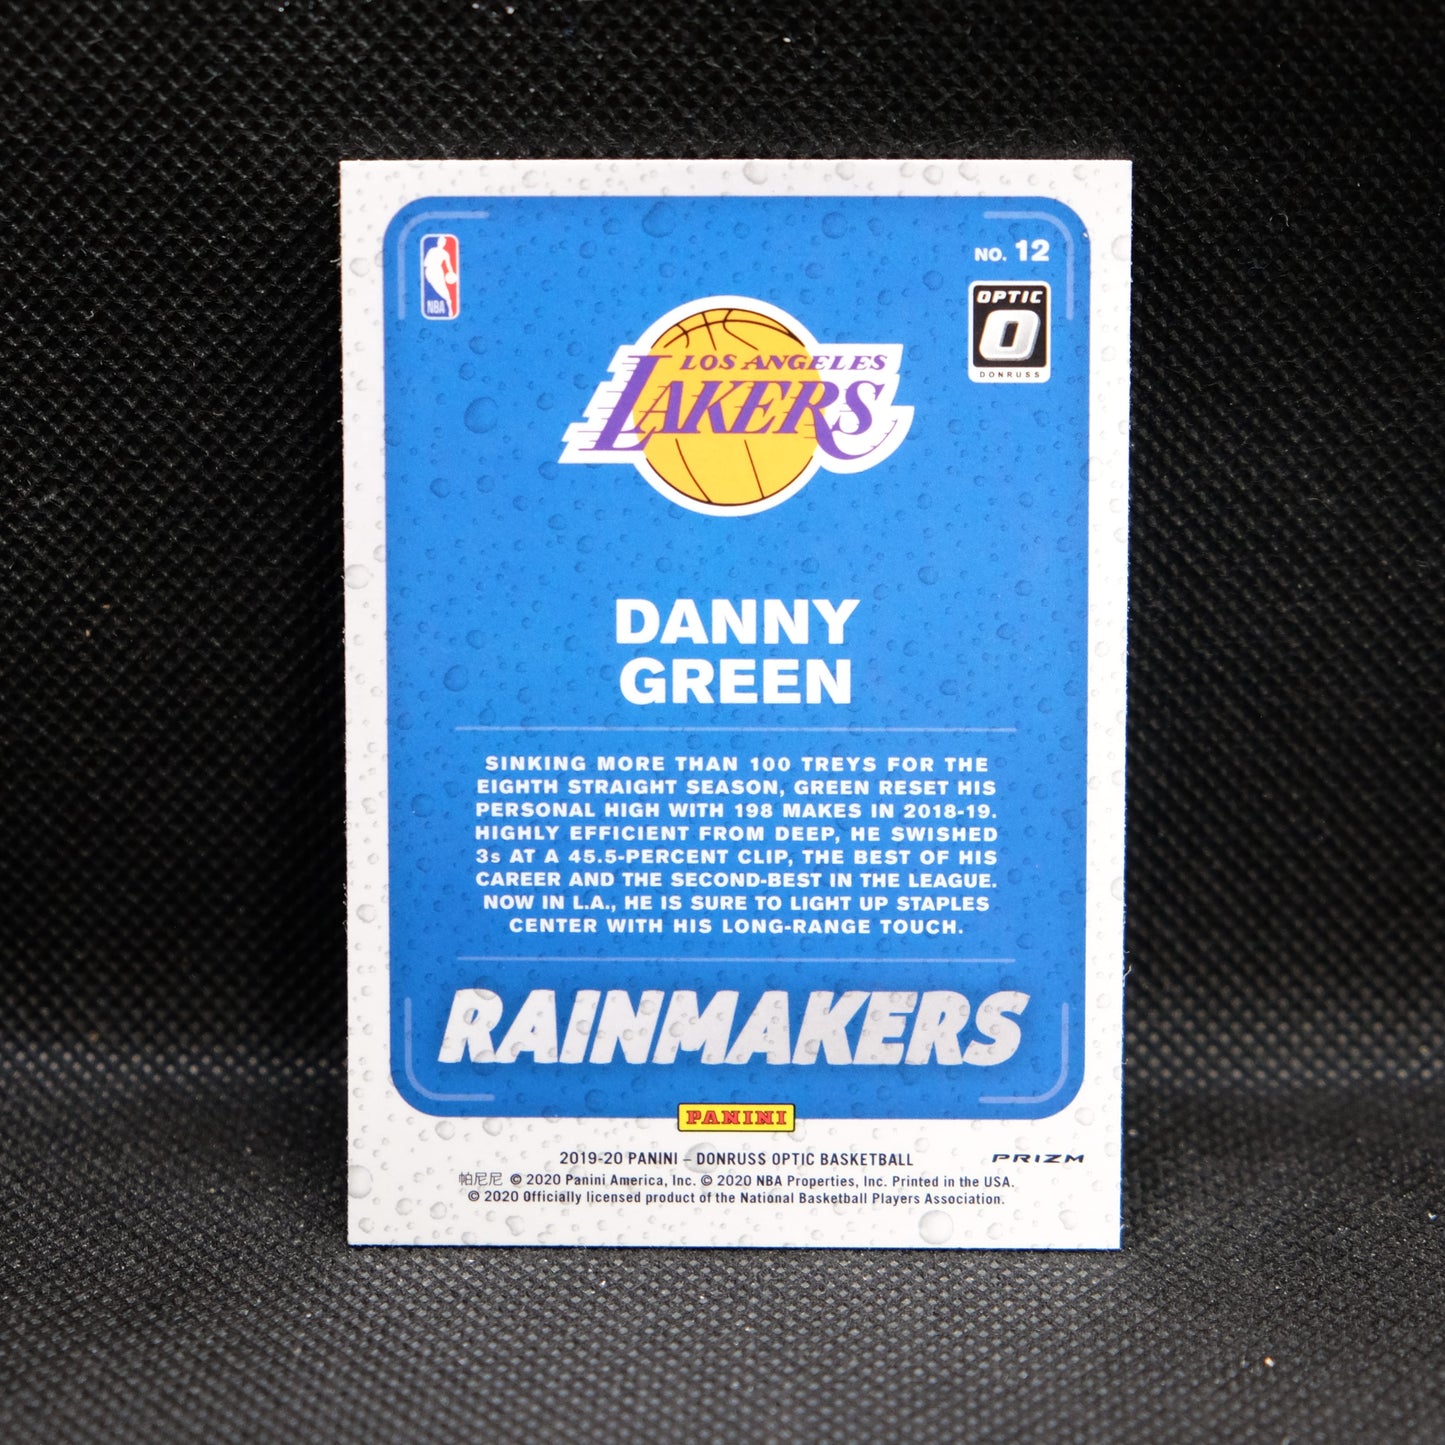 NBA
NO. 12
OPTIC
O
DONRUSS
LOS ANGELES
LAKERS
DANNY
GREEN
SINKING MORE THAN 100 TREYS FOR THE
EIGHTH STRAIGHT SEASON, GREEN RESET HIS
PERSONAL HIGH WITH 198 MAKES IN 2018-19.
HIGHLY EFFICIENT FROM DEEP, HE SWISHED
3s AT A 45.5-PERCENT CLIP, THE BEST OF HIS
CAREER AND THE SECOND-BEST IN THE LEAGUE.
NOW IN L.A., HE IS SURE TO LIGHT UP STAPLES
CENTER WITH HIS LONG-RANGE TOUCH.
RAINMAKERS
PANINI
2019-20 PANINI – DONRUSS OPTIC BASKETBALL
PRIZM
帕尼尼 © 2020 Panini America, Inc. © 2020 NBA Properties, Inc. Printed in the USA.
© 2020 Officially licensed product of the National Basketball Players Association.